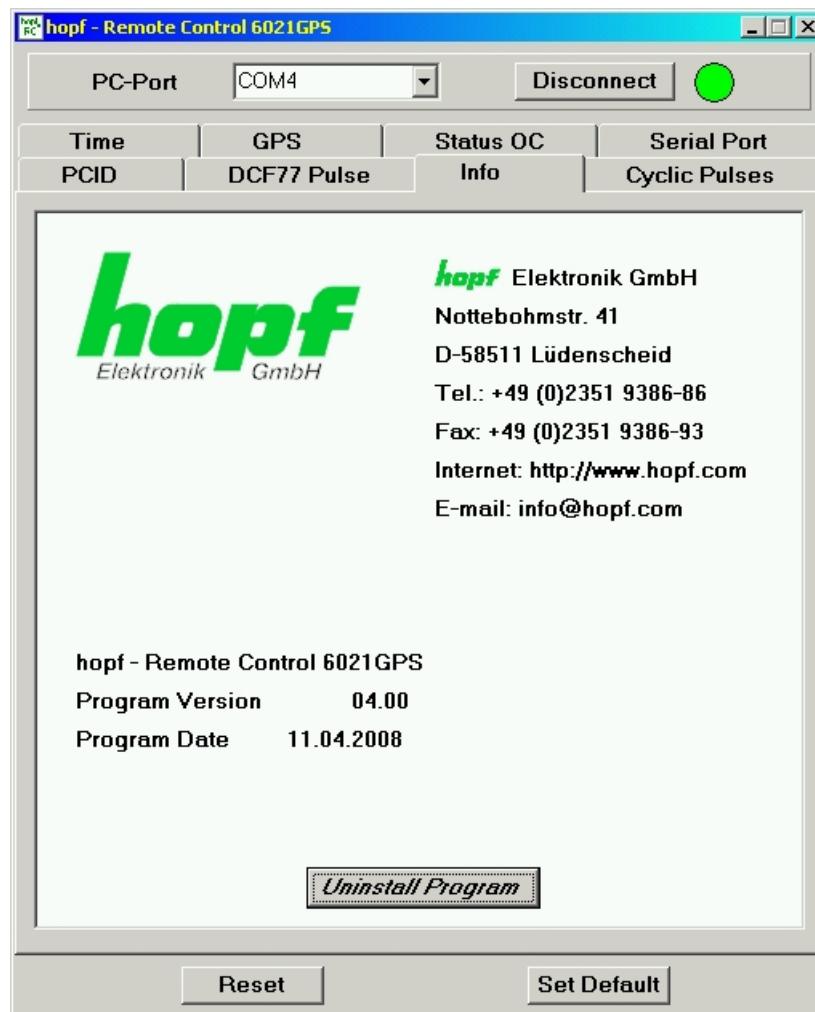 hopf - Remote Control 6021GPS
PC-Port COM4 Disconnect
Time GPS Status OC Serial Port
PCID DCF77 Pulse Info Cyclic Pulses
hopf
Elektronik GmbH
hopf Elektronik GmbH
Nottebohmstr. 41
D-58511 Lüdenscheid
Tel.: +49 (0)2351 9386-86
Fax: +49 (0)2351 9386-93
Internet: http://www.hopf.com
E-mail: info@hopf.com
hopf - Remote Control 6021GPS
Program Version 04.00
Program Date 11.04.2008
Uninstall Program
Reset Set Default